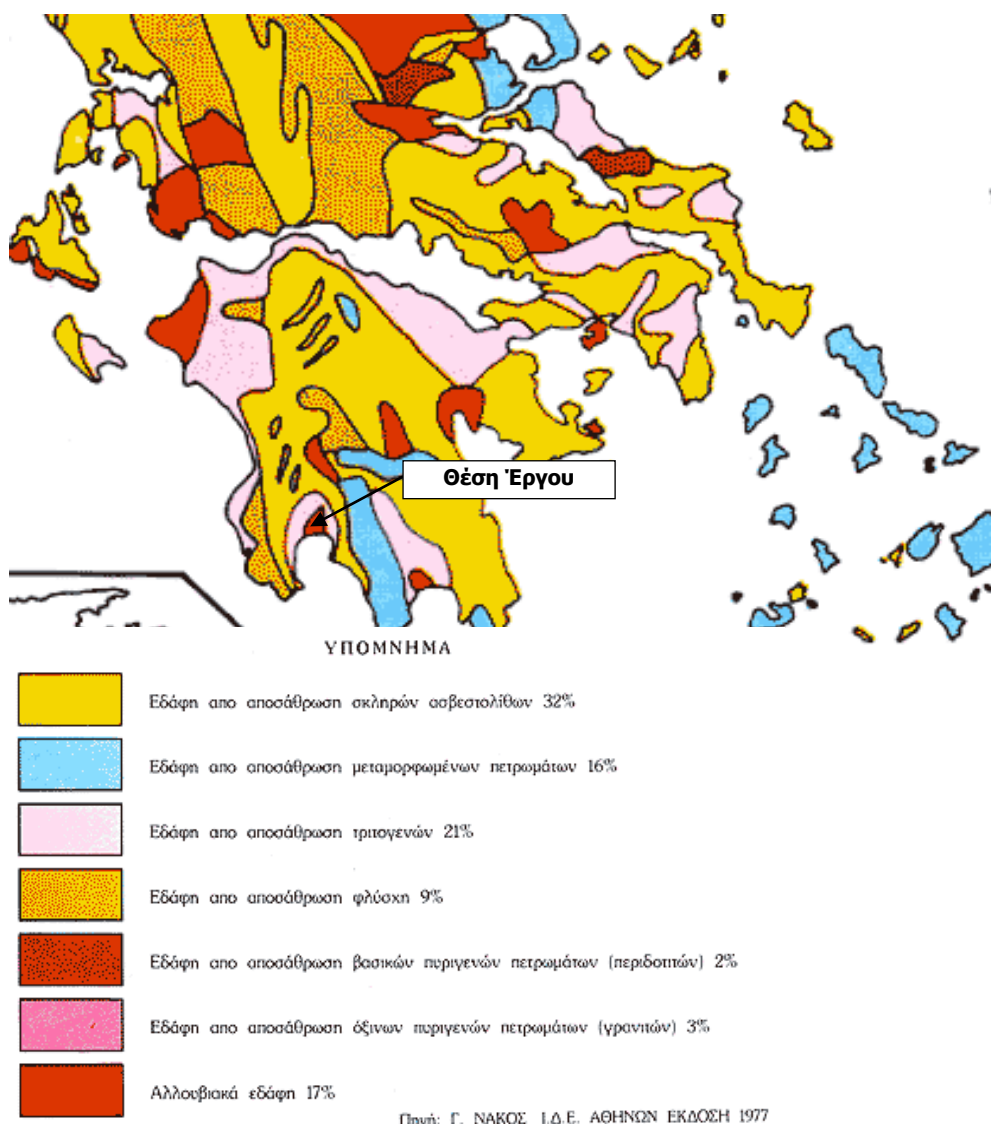 Θέση Έργου
ΥΠΟΜΝΗΜΑ
Εδάφη απο αποσάθρωση σκληρών ασβεστολίθων 32%
Εδάφη απο αποσάθρωση μεταμορφωμένων πετρωμάτων 16%
Εδάφη απο αποσάθρωση τριτογενών 21%
Εδάφη απο αποσάθρωση φλύσχη 9%
Εδάφη απο αποσάθρωση βασικών πυριγενών πετρωμάτων (περιδοτιτών) 2%
Εδάφη απο αποσάθρωση όξινων πυριγενών πετρωμάτων (γρανιτών) 3%
Αλλουβιακά εδάφη 17%
Πηγή: Γ. ΝΑΚΟΣ Ι.Δ.Ε. ΑΘΗΝΩΝ ΕΚΔΟΣΗ 1977